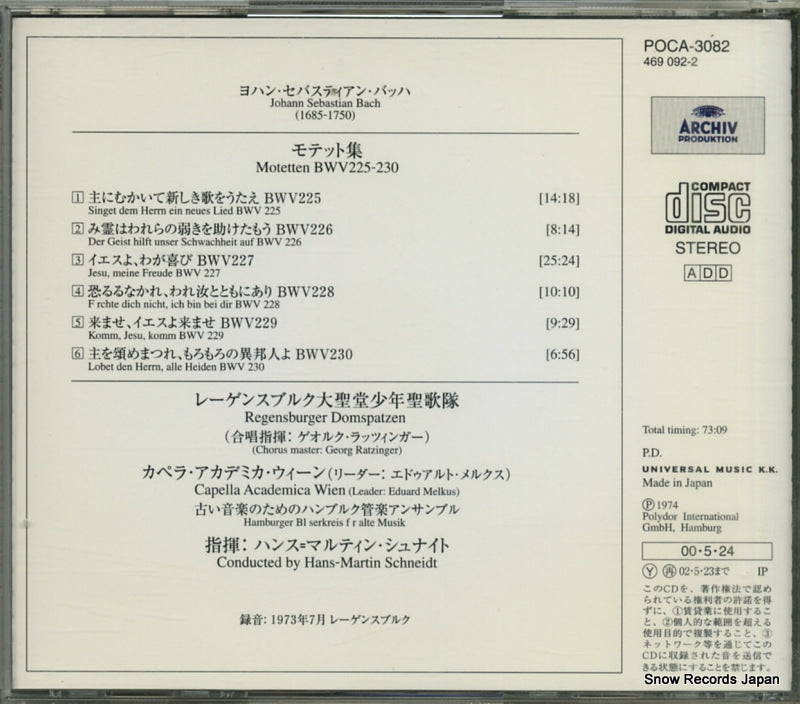 ヨハン・セバスティアン・バッハ
Johann Sebastian Bach
(1685-1750)
モテット集
Motetten BWV225-230
1 主にむかいて新しき歌をうたえ BWV225 [14:18]
Singet dem Herrn ein neues Lied BWV 225
2 み霊はわれらの弱きを助けたもう BWV226 [8:14]
Der Geist hilft unser Schwachheit auf BWV 226
3 イエスよ、わが喜び BWV227 [25:24]
Jesu, meine Freude BWV 227
4 恐るるなかれ、われ汝とともにあり BWV228 [10:10]
F rchte dich nicht, ich bin bei dir BWV 228
5 来ませ、イエスよ来ませ BWV229 [9:29]
Komm, Jesu, komm BWV 229
6 主を頌めまつれ、もろもろの異邦人よ BWV230 [6:56]
Lobet den Herrn, alle Heiden BWV 230
レーゲンスブルク大聖堂少年聖歌隊
Regensburger Domspatzen
(合唱指揮: ゲオルク・ラッツィンガー)
(Chorus master: Georg Ratzinger)
カペラ・アカデミカ・ウィーン(リーダー: エドゥアルト・メルクス)
Capella Academica Wien (Leader: Eduard Melkus)
古い音楽のためのハンブルク管楽アンサンブル
Hamburger Bl serkreis f r alte Musik
指揮: ハンス=マルティン・シュナイト
Conducted by Hans-Martin Schneidt
録音: 1973年7月 レーゲンスブルク
POCA-3082
469 092-2
ARCHIV
PRODUKTION
COMPACT
disc
DIGITAL AUDIO
STEREO
ADD
Total timing: 73:09
P.D.
UNIVERSAL MUSIC K.K.
Made in Japan
Ⓟ 1974
Polydor International
GmbH, Hamburg
00・5・24
Ⓨ 再 02・5・23まで IP
このCDを、著作権法で認め
られている権利者の許諾を得
ずに、①賃貸業に使用するこ
と、②個人的な範囲を超える
使用目的で複製すること、③
ネットワーク等を通じてこの
CDに収録された音を送信で
きる状態にすることを禁じます。
Snow Records Japan